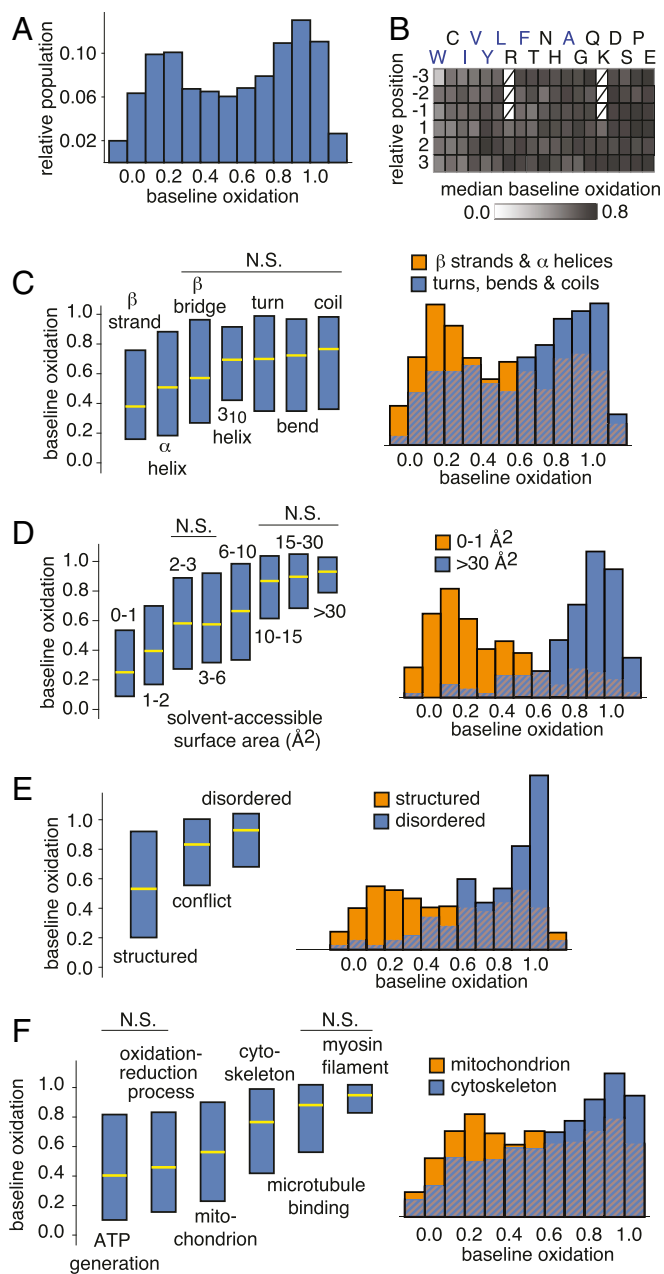 A
relative population
0.10
0.06
0.02
0.0 0.2 0.4 0.6 0.8 1.0
baseline oxidation
B
C V L F N A Q D P
W I Y R T H G K S E
relative position
-3
-2
-1
1
2
3
median baseline oxidation
0.0 0.8
C
N.S.
baseline oxidation
1.0
0.8
0.6
0.4
0.2
0.0
β strand
α helix
β bridge
3₁₀ helix
turn
bend
coil
β strands & α helices
turns, bends & coils
0.0 0.2 0.4 0.6 0.8 1.0
baseline oxidation
D
N.S.
N.S.
baseline oxidation
1.0
0.8
0.6
0.4
0.2
0.0
0-1
1-2
2-3
3-6
6-10
10-15
15-30
>30
solvent-accessible
surface area (Å²)
0-1 Å²
>30 Å²
0.0 0.2 0.4 0.6 0.8 1.0
baseline oxidation
E
baseline oxidation
1.0
0.8
0.6
0.4
0.2
0.0
structured
conflict
disordered
structured
disordered
0.0 0.2 0.4 0.6 0.8 1.0
baseline oxidation
F
N.S.
N.S.
baseline oxidation
1.0
0.8
0.6
0.4
0.2
0.0
ATP
generation
oxidation-
reduction
process
mito-
chondrion
cyto-
skeleton
microtubule
binding
myosin
filament
mitochondrion
cytoskeleton
0.0 0.2 0.4 0.6 0.8 1.0
baseline oxidation